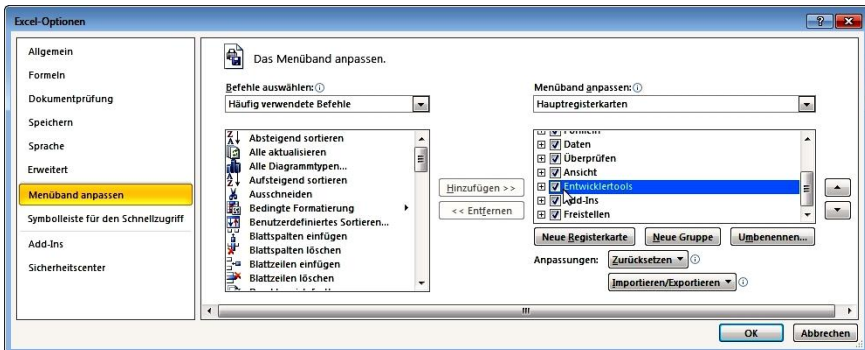 Excel-Optionen
Allgemein
Formeln
Dokumentprüfung
Speichern
Sprache
Erweitert
Menüband anpassen
Symbolleiste für den Schnellzugriff
Add-Ins
Sicherheitscenter
Das Menüband anpassen.
Befehle auswählen:
Häufig verwendete Befehle
Absteigend sortieren
Alle aktualisieren
Alle Diagrammtypen...
Aufsteigend sortieren
Ausschneiden
Bedingte Formatierung
Benutzerdefiniertes Sortieren...
Blattspalten einfügen
Blattspalten löschen
Blattzeilen einfügen
Blattzeilen löschen
Hinzufügen >>
<< Entfernen
Menüband anpassen:
Hauptregisterkarten
Formeln
Daten
Überprüfen
Ansicht
Entwicklertools
Add-Ins
Freistellen
Neue Registerkarte Neue Gruppe Umbenennen...
Anpassungen: Zurücksetzen
Importieren/Exportieren
OK Abbrechen